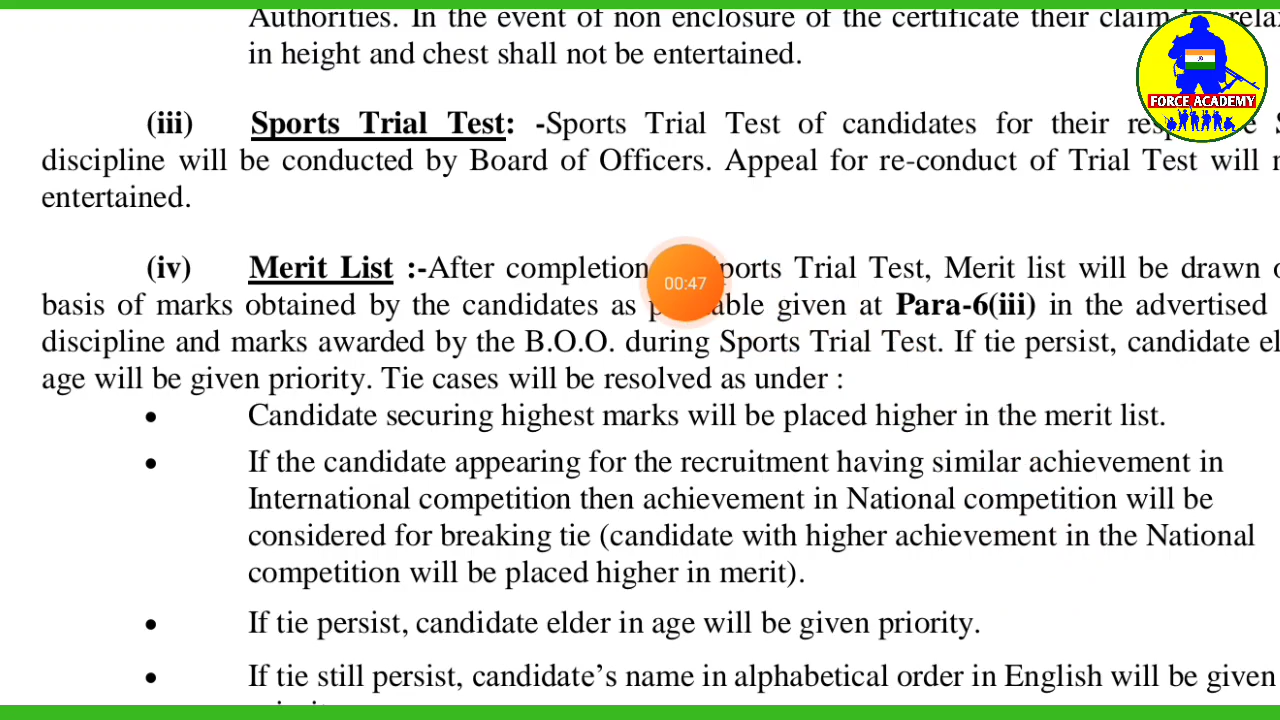 Authorities. In the event of non enclosure of the certificate their claim
in height and chest shall not be entertained.
FORCE ACADEMY
(iii) Sports Trial Test: -Sports Trial Test of candidates for their
discipline will be conducted by Board of Officers. Appeal for re-conduct of Trial Test will
entertained.
(iv) Merit List :-After completion Trial Test, Merit list will be drawn
00:47
basis of marks obtained by the candidates as given at Para-6(iii) in the advertised
discipline and marks awarded by the B.O.O. during Sports Trial Test. If tie persist, candidate
age will be given priority. Tie cases will be resolved as under :
• Candidate securing highest marks will be placed higher in the merit list.
• If the candidate appearing for the recruitment having similar achievement in
International competition then achievement in National competition will be
considered for breaking tie (candidate with higher achievement in the National
competition will be placed higher in merit).
• If tie persist, candidate elder in age will be given priority.
• If tie still persist, candidate’s name in alphabetical order in English will be given